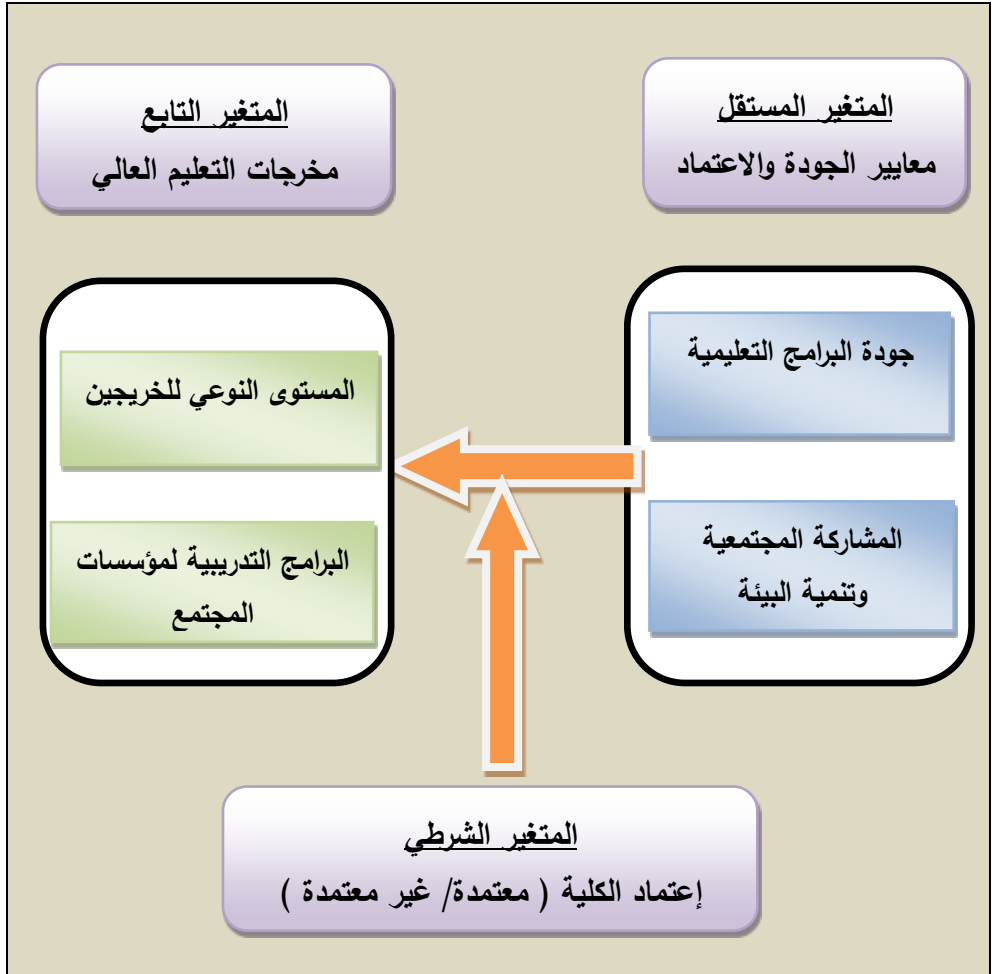 المتغير المستقل
معايير الجودة والاعتماد
المتغير التابع
مخرجات التعليم العالي
جودة البرامج التعليمية
المشاركة المجتمعية
وتنمية البيئة
المستوى النوعي للخريجين
البرامج التدريبية لمؤسسات
المجتمع
المتغير الشرطي
إعتماد الكلية ( معتمدة/ غير معتمدة )